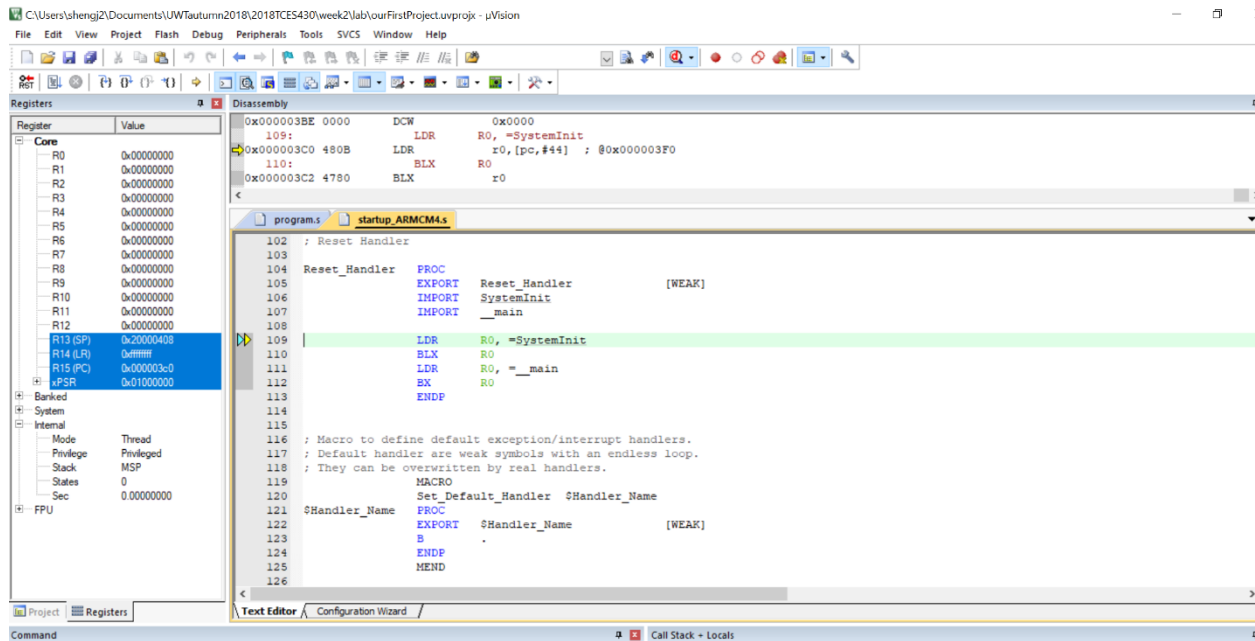 C:\Users\shengj2\Documents\UWTautumn2018\2018TCES430\week2\lab\ourFirstProject.uvprojx - µVision
File Edit View Project Flash Debug Peripherals Tools SVCS Window Help
RST
Registers
Register Value
Core
R0 0x00000000
R1 0x00000000
R2 0x00000000
R3 0x00000000
R4 0x00000000
R5 0x00000000
R6 0x00000000
R7 0x00000000
R8 0x00000000
R9 0x00000000
R10 0x00000000
R11 0x00000000
R12 0x00000000
R13 (SP) 0x20000408
R14 (LR) 0xffffffff
R15 (PC) 0x000003c0
xPSR 0x01000000
Banked
System
Internal
Mode Thread
Privilege Privileged
Stack MSP
States 0
Sec 0.00000000
FPU
Project Registers
Disassembly
0x000003BE 0000 DCW 0x0000
109: LDR R0, =SystemInit
0x000003C0 480B LDR r0,[pc,#44] ; @0x000003F0
110: BLX R0
0x000003C2 4780 BLX r0
program.s startup_ARMCM4.s
102 ; Reset Handler
103
104 Reset_Handler PROC
105 EXPORT Reset_Handler [WEAK]
106 IMPORT SystemInit
107 IMPORT __main
108
109 LDR R0, =SystemInit
110 BLX R0
111 LDR R0, =__main
112 BX R0
113 ENDP
114
115
116 ; Macro to define default exception/interrupt handlers.
117 ; Default handler are weak symbols with an endless loop.
118 ; They can be overwritten by real handlers.
119 MACRO
120 Set_Default_Handler $Handler_Name
121 $Handler_Name PROC
122 EXPORT $Handler_Name [WEAK]
123 B .
124 ENDP
125 MEND
126
Text Editor Configuration Wizard
Command
Call Stack + Locals